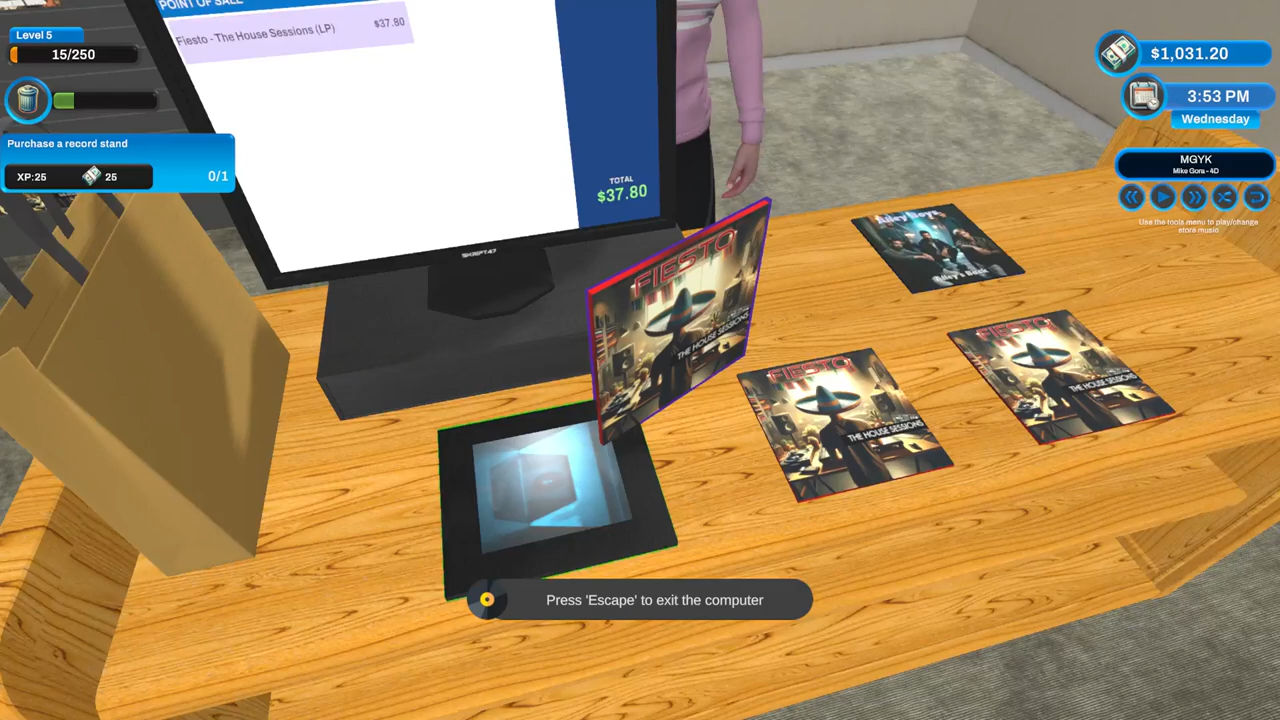 Level 5
15/250
Purchase a record stand
XP:25
25
0/1
POINT OF SALE
Fiesto - The House Sessions (LP)
$37.80
TOTAL
$37.80
SKRIPT47
$1,031.20
3:53 PM
Wednesday
MGYK
Mike Gora - 4D
Use the tools menu to play/change
store music
Alley Boys
Alley's Back
FIESTO
THE HOUSE SESSIONS
FIESTO
THE HOUSE SESSIONS
FIESTO
THE HOUSE SESSIONS
Press 'Escape' to exit the computer